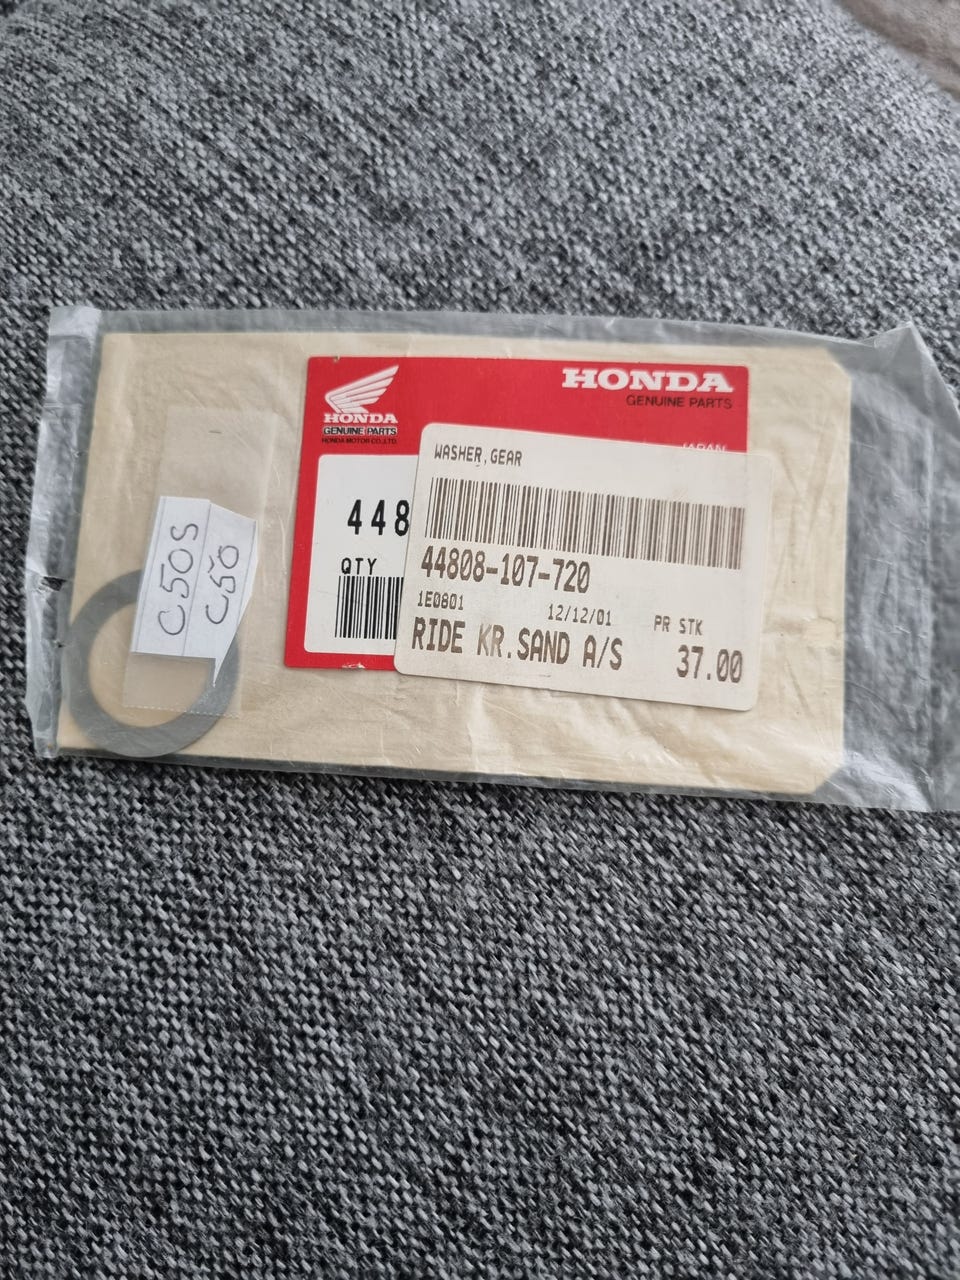 HONDA
GENUINE PARTS
HONDA MOTOR CO.,LTD.
HONDA
GENUINE PARTS
JAPAN
448
QTY
WASHER,GEAR
44808-107-720
1E0801 12/12/01 PR STK
RIDE KR.SAND A/S 37.00
C50S
C50